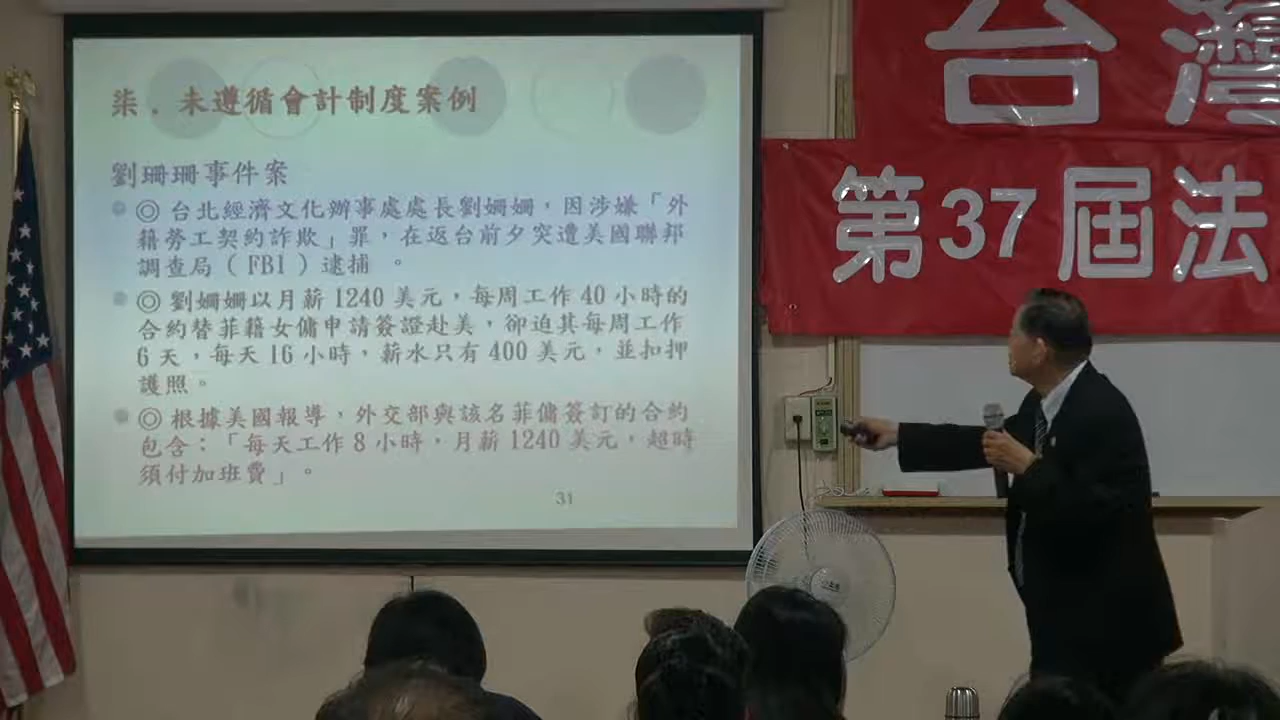 柒．未遵循會計制度案例
劉珊珊事件案
◎ 台北經濟文化辦事處處長劉姍姍，因涉嫌「外
籍勞工契約詐欺」罪，在返台前夕突遭美國聯邦
調查局（FBI）逮捕 。
◎ 劉姍姍以月薪1240 美元，每周工作 40 小時的
合約替菲籍女傭申請簽證赴美，卻迫其每周工作
6 天，每天 16 小時，薪水只有 400 美元，並扣押
護照。
◎ 根據美國報導，外交部與該名菲傭簽訂的合約
包含：「每天工作 8 小時，月薪 1240 美元，超時
須付加班費」。
31
台灣
第37屆法